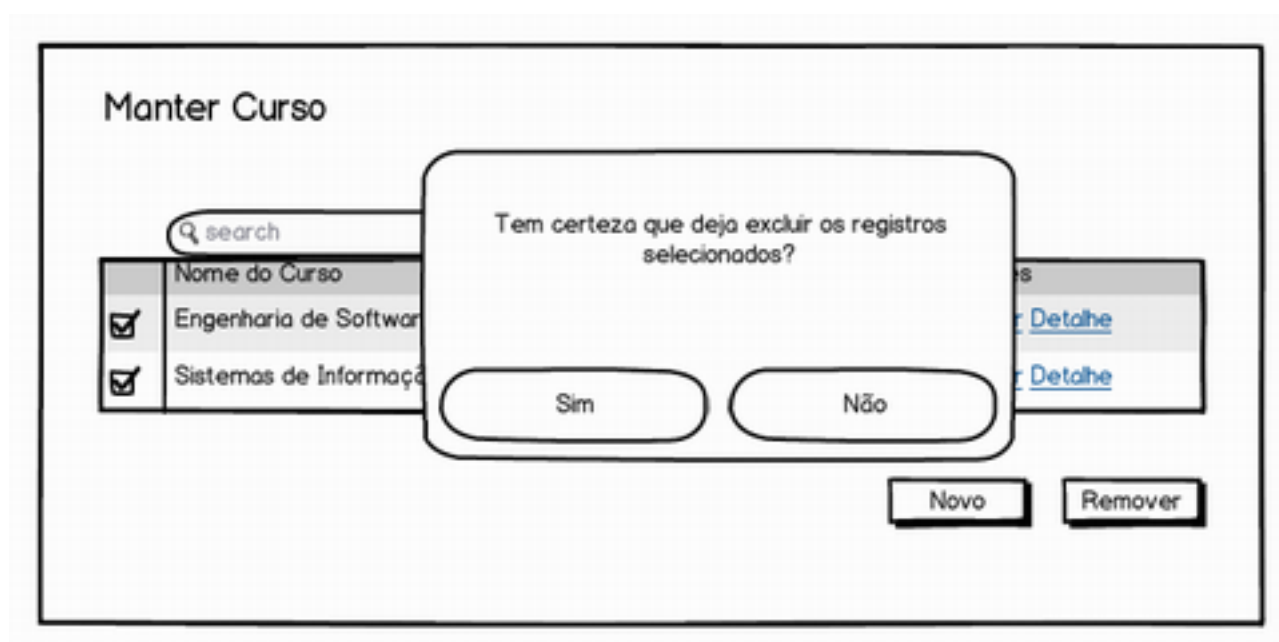 Manter Curso
Tem certeza que deja excluir os registros
selecionados?
search
Nome do Curso
es
Engenharia de Softwar
r Detalhe
Sistemas de Informaçã
r Detalhe
Sim
Não
Novo
Remover